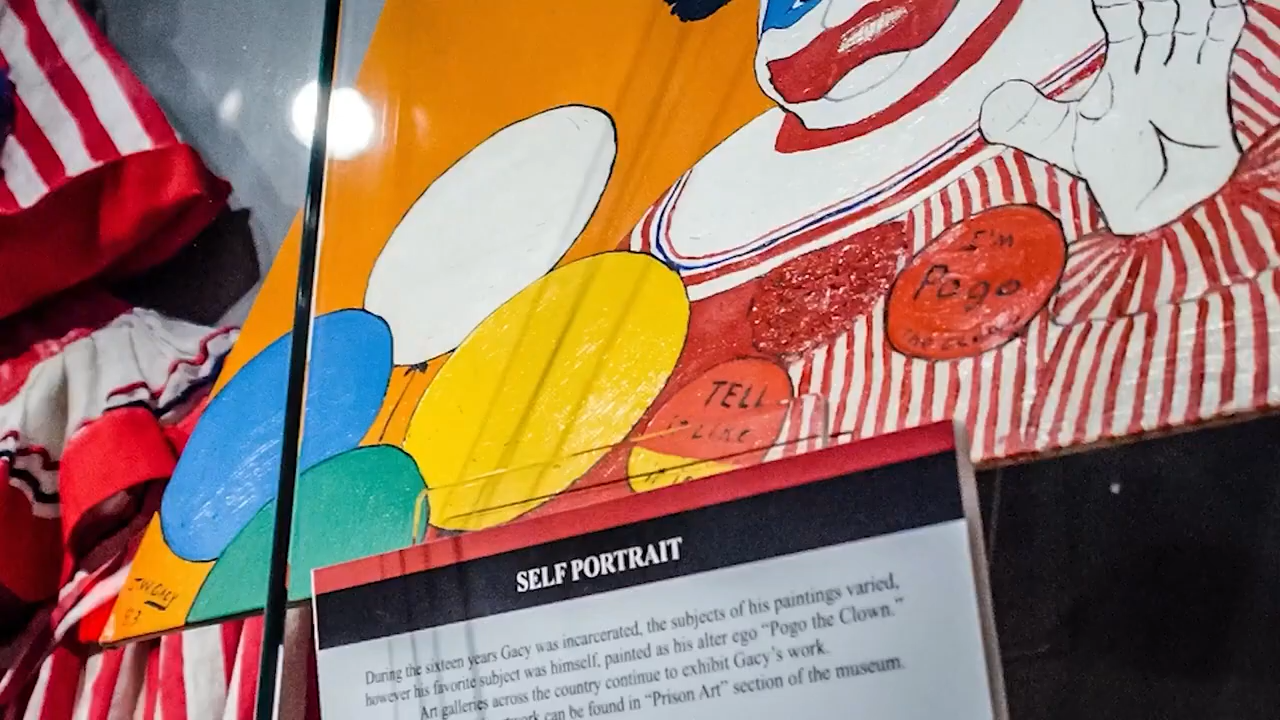 I'm
Pogo
TELL
LIKE
SELF PORTRAIT
During the sixteen years Gacy was incarcerated, the subjects of his paintings varied,
however his favorite subject was himself, painted as his alter ego “Pogo the Clown.”
Art galleries across the country continue to exhibit Gacy’s work.
work can be found in “Prison Art” section of the museum.